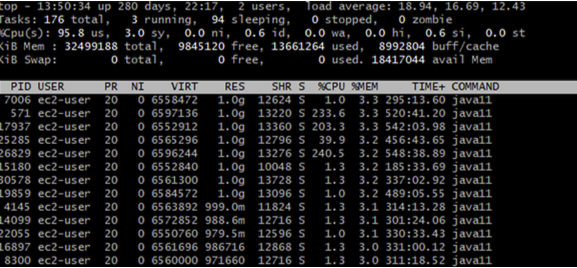 top - 13:50:34 up 280 days, 22:17, 2 users, load average: 18.94, 16.69, 12.43
Tasks: 176 total, 3 running, 94 sleeping, 0 stopped, 0 zombie
%Cpu(s): 95.8 us, 3.0 sy, 0.0 ni, 0.6 id, 0.0 wa, 0.0 hi, 0.6 si, 0.0 st
KiB Mem : 32499188 total, 9845120 free, 13661264 used, 8992804 buff/cache
KiB Swap: 0 total, 0 free, 0 used. 18417044 avail Mem
PID USER PR NI VIRT RES SHR S %CPU %MEM TIME+ COMMAND
7006 ec2-user 20 0 6558472 1.0g 12624 S 1.0 3.3 295:13.60 java11
571 ec2-user 20 0 6597136 1.0g 13220 S 233.6 3.3 520:41.20 java11
17937 ec2-user 20 0 6552912 1.0g 13360 S 203.3 3.3 542:03.98 java11
25285 ec2-user 20 0 6565296 1.0g 12796 S 39.9 3.2 456:43.65 java11
26829 ec2-user 20 0 6596244 1.0g 13276 S 240.5 3.2 548:38.89 java11
15180 ec2-user 20 0 6552840 1.0g 10048 S 1.3 3.2 185:33.69 java11
30578 ec2-user 20 0 6561300 1.0g 13728 S 1.3 3.2 337:02.92 java11
19859 ec2-user 20 0 6584572 1.0g 13096 S 1.0 3.2 489:05.55 java11
4145 ec2-user 20 0 6563892 999.0m 11824 S 1.3 3.1 314:13.28 java11
14099 ec2-user 20 0 6572852 988.6m 12716 S 1.3 3.1 301:24.06 java11
22055 ec2-user 20 0 6550760 979.5m 12596 S 1.0 3.1 330:33.43 java11
16897 ec2-user 20 0 6561696 986716 12868 S 1.3 3.0 331:00.12 java11
8300 ec2-user 20 0 6560000 971660 12716 S 1.3 3.0 311:18.52 java11